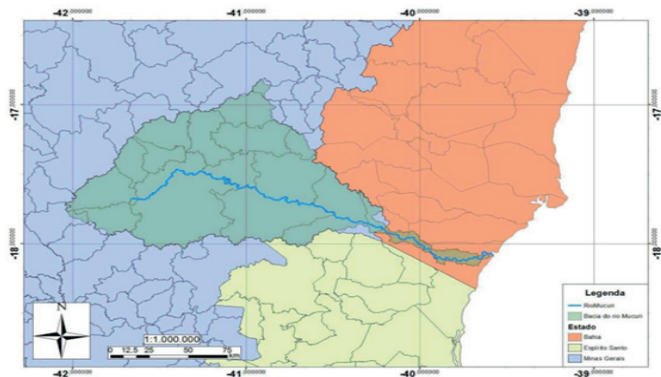 -42,000000 -41,000000 -40,000000 -39,000000
-17,000000 -17,000000
-18,000000 -18,000000
N
1:1.000.000
0 12.5 25 50 75
km
Legenda
RioMucuri
Bacia do rio Mucuri
Estado
Bahia
Espirito Santo
Minas Gerais
-42,000000 -41,000000 -40,000000 -39,000000